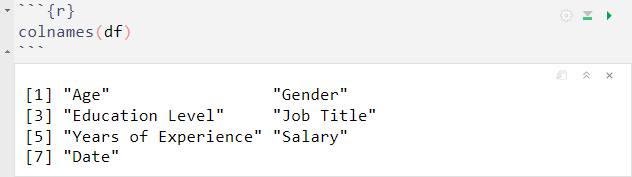 ```{r}
colnames(df)
```
[1] "Age"                 "Gender"
[3] "Education Level"     "Job Title"
[5] "Years of Experience" "Salary"
[7] "Date"